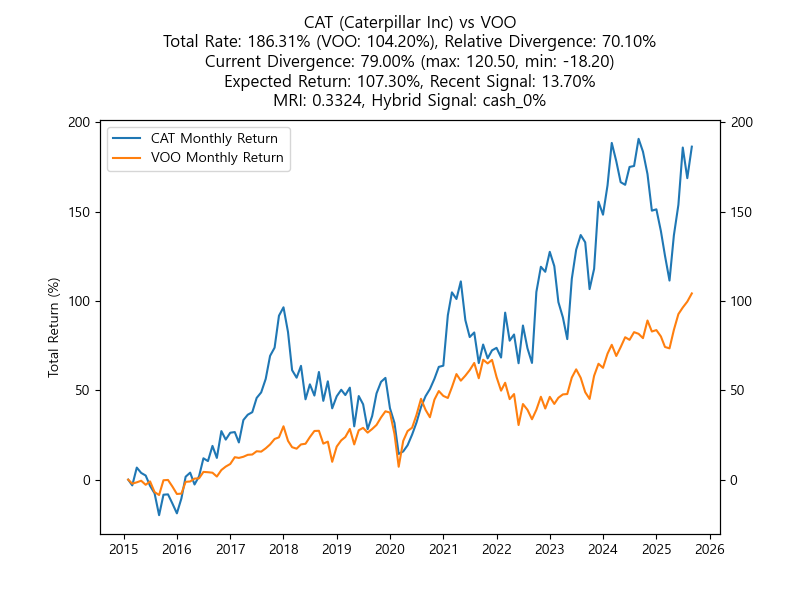 CAT (Caterpillar Inc) vs VOO
Total Rate: 186.31% (VOO: 104.20%), Relative Divergence: 70.10%
Current Divergence: 79.00% (max: 120.50, min: -18.20)
Expected Return: 107.30%, Recent Signal: 13.70%
MRI: 0.3324, Hybrid Signal: cash_0%
CAT Monthly Return
VOO Monthly Return
Total Return (%)
200
150
100
50
0
200
150
100
50
0
2015 2016 2017 2018 2019 2020 2021 2022 2023 2024 2025 2026